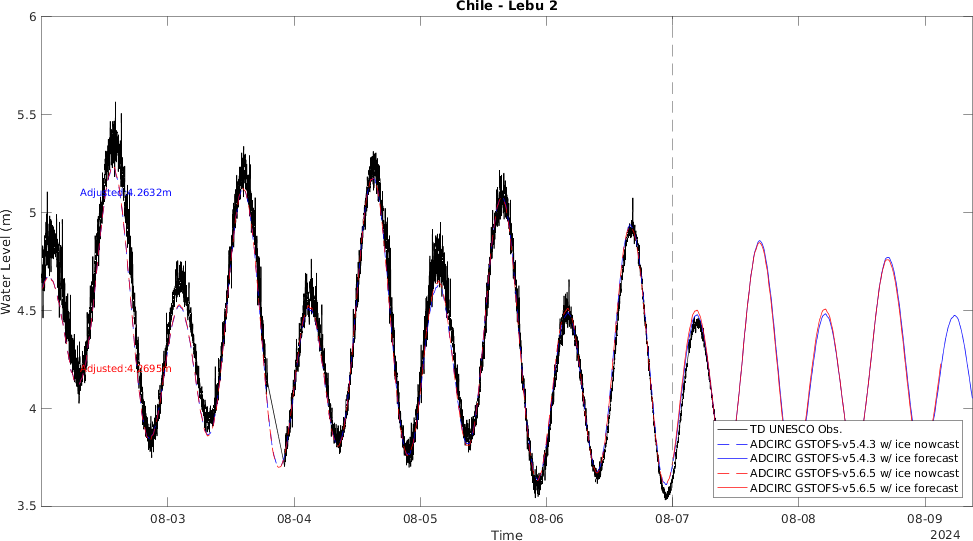 Chile - Lebu 2
6
5.5
5
4.5
4
3.5
Water Level (m)
Adjusted:4.2632m
Adjusted:4.2695m
TD UNESCO Obs.
ADCIRC GSTOFS-v5.4.3 w/ ice nowcast
ADCIRC GSTOFS-v5.4.3 w/ ice forecast
ADCIRC GSTOFS-v5.6.5 w/ ice nowcast
ADCIRC GSTOFS-v5.6.5 w/ ice forecast
08-03 08-04 08-05 08-06 08-07 08-08 08-09
Time
2024